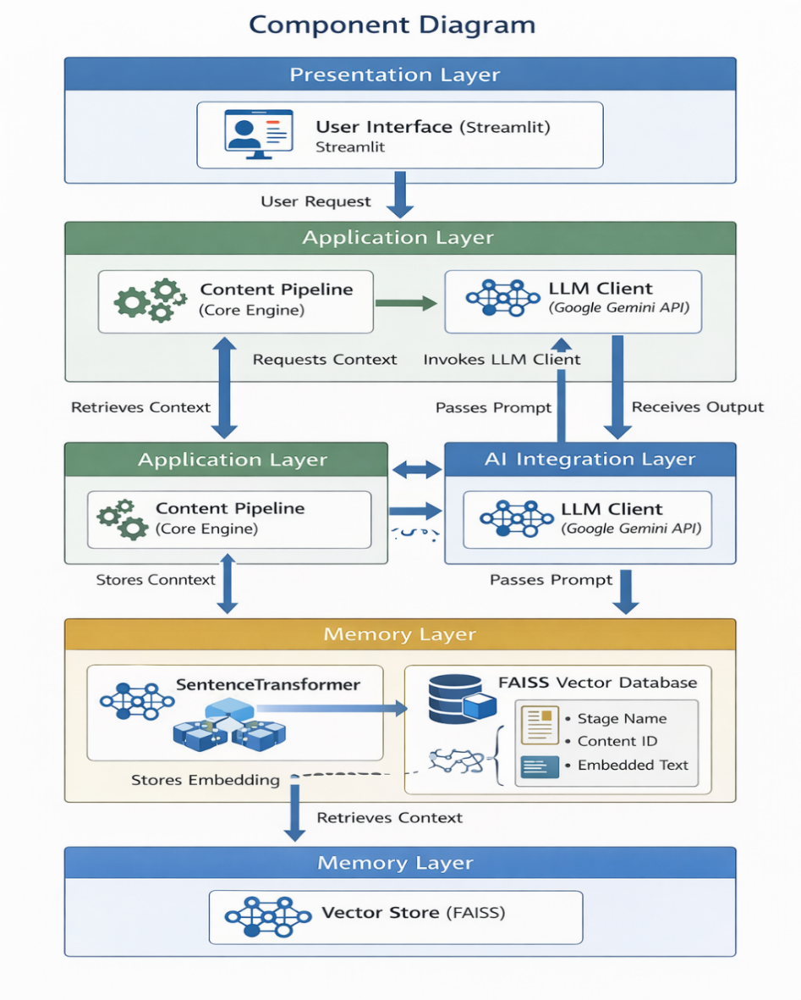 Component Diagram
Presentation Layer
User Interface (Streamlit)
Streamlit
User Request
Application Layer
Content Pipeline
(Core Engine)
LLM Client
(Google Gemini API)
Requests Context
Invokes LLM Client
Retrieves Context
Passes Prompt
Receives Output
Application Layer
Content Pipeline
(Core Engine)
AI Integration Layer
LLM Client
(Google Gemini API)
Stores Conntext
Passes Prompt
Memory Layer
SentenceTransformer
FAISS Vector Database
• Stage Name
• Content ID
• Embedded Text
Stores Embedding
Retrieves Context
Memory Layer
Vector Store (FAISS)